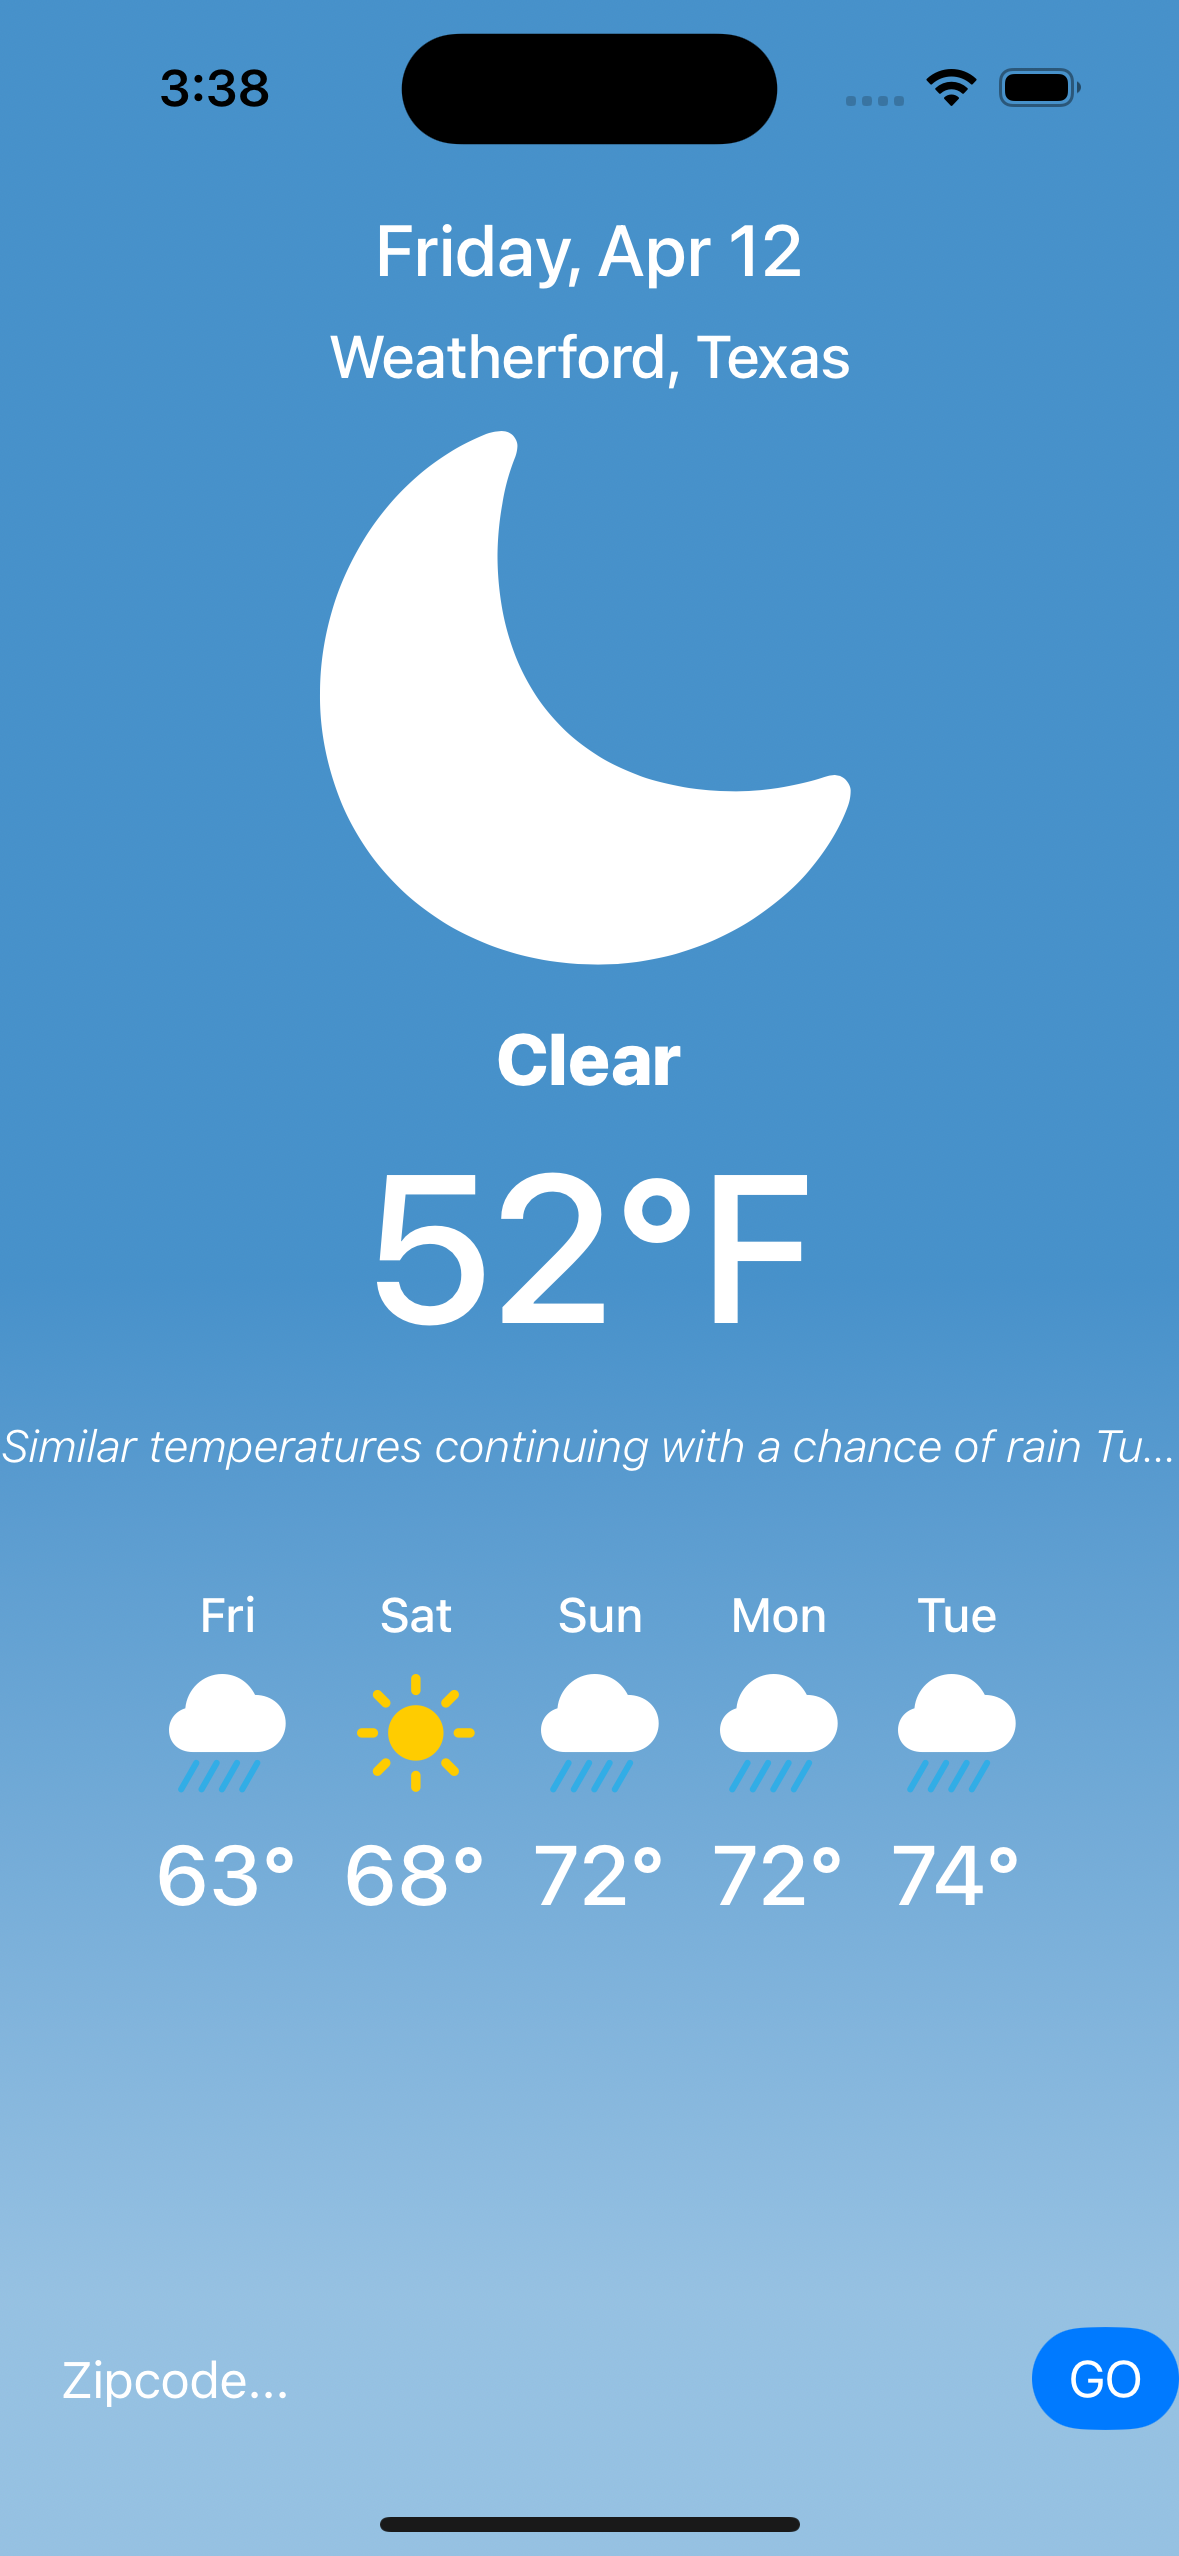 3:38
Friday, Apr 12
Weatherford, Texas
Clear
52°F
Similar temperatures continuing with a chance of rain Tu...
Fri Sat Sun Mon Tue
63° 68° 72° 72° 74°
Zipcode... GO